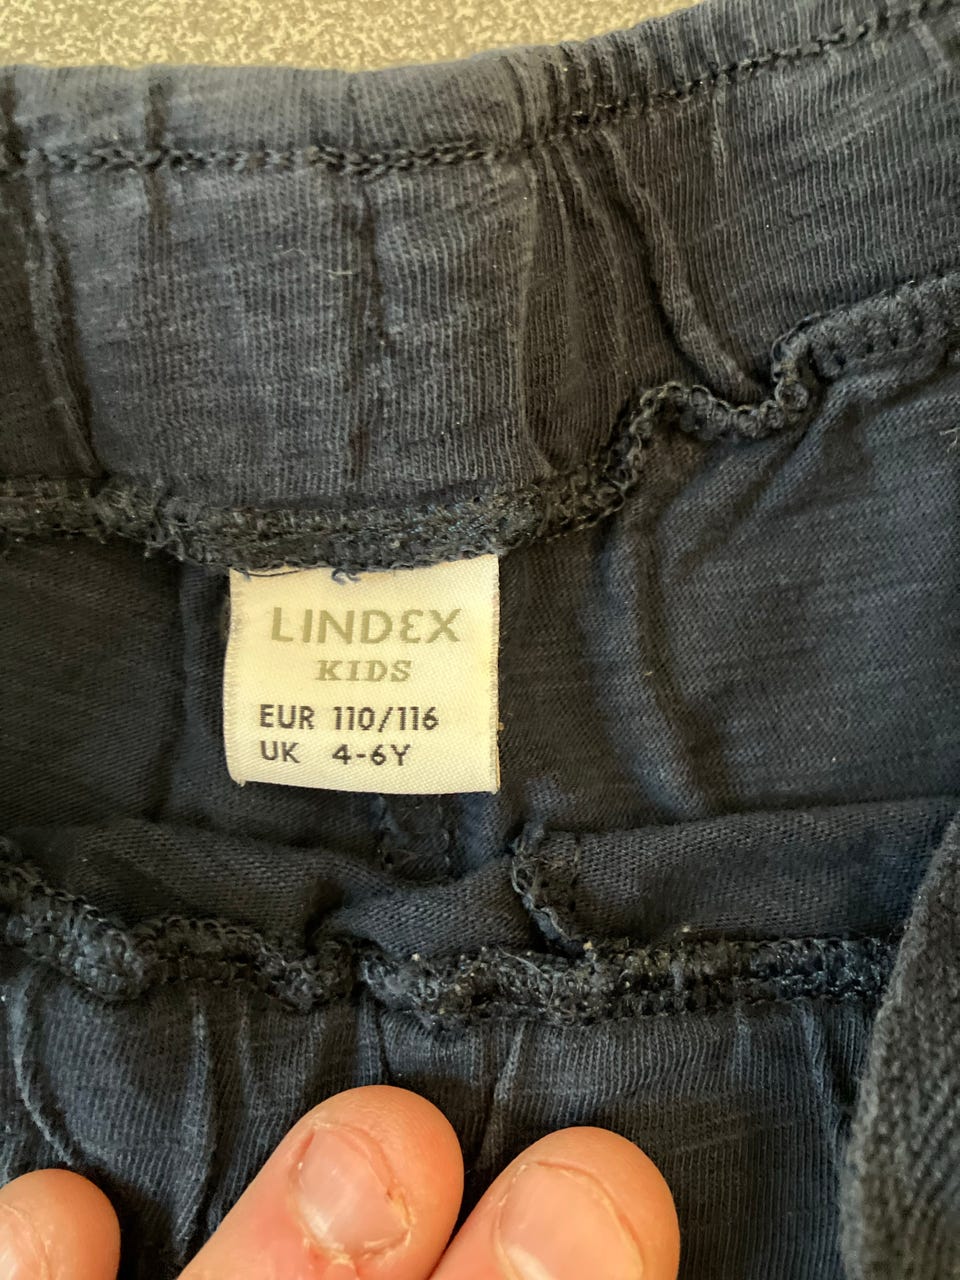 LINDEX
KIDS
EUR 110/116
UK 4-6Y